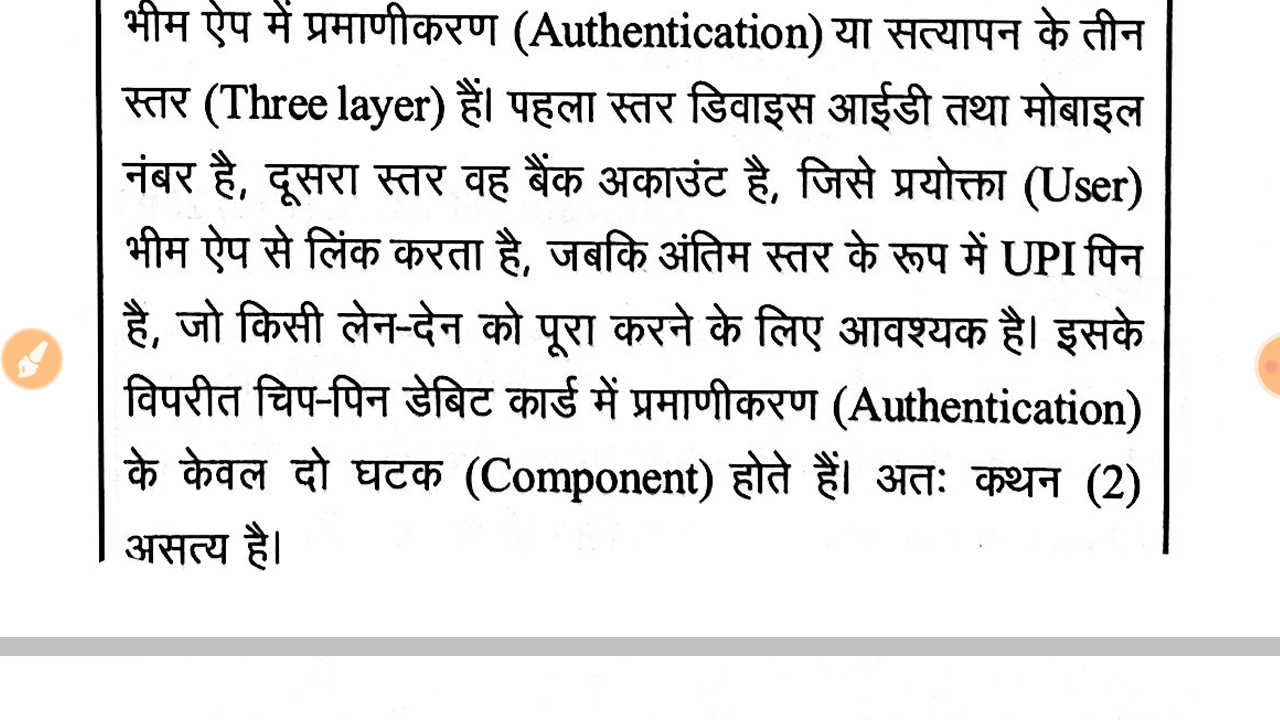 भीम ऐप में प्रमाणीकरण (Authentication) या सत्यापन के तीन
स्तर (Three layer) हैं। पहला स्तर डिवाइस आईडी तथा मोबाइल
नंबर है, दूसरा स्तर वह बैंक अकाउंट है, जिसे प्रयोक्ता (User)
भीम ऐप से लिंक करता है, जबकि अंतिम स्तर के रूप में UPI पिन
है, जो किसी लेन-देन को पूरा करने के लिए आवश्यक है। इसके
विपरीत चिप-पिन डेबिट कार्ड में प्रमाणीकरण (Authentication)
के केवल दो घटक (Component) होते हैं। अतः कथन (2)
असत्य है।